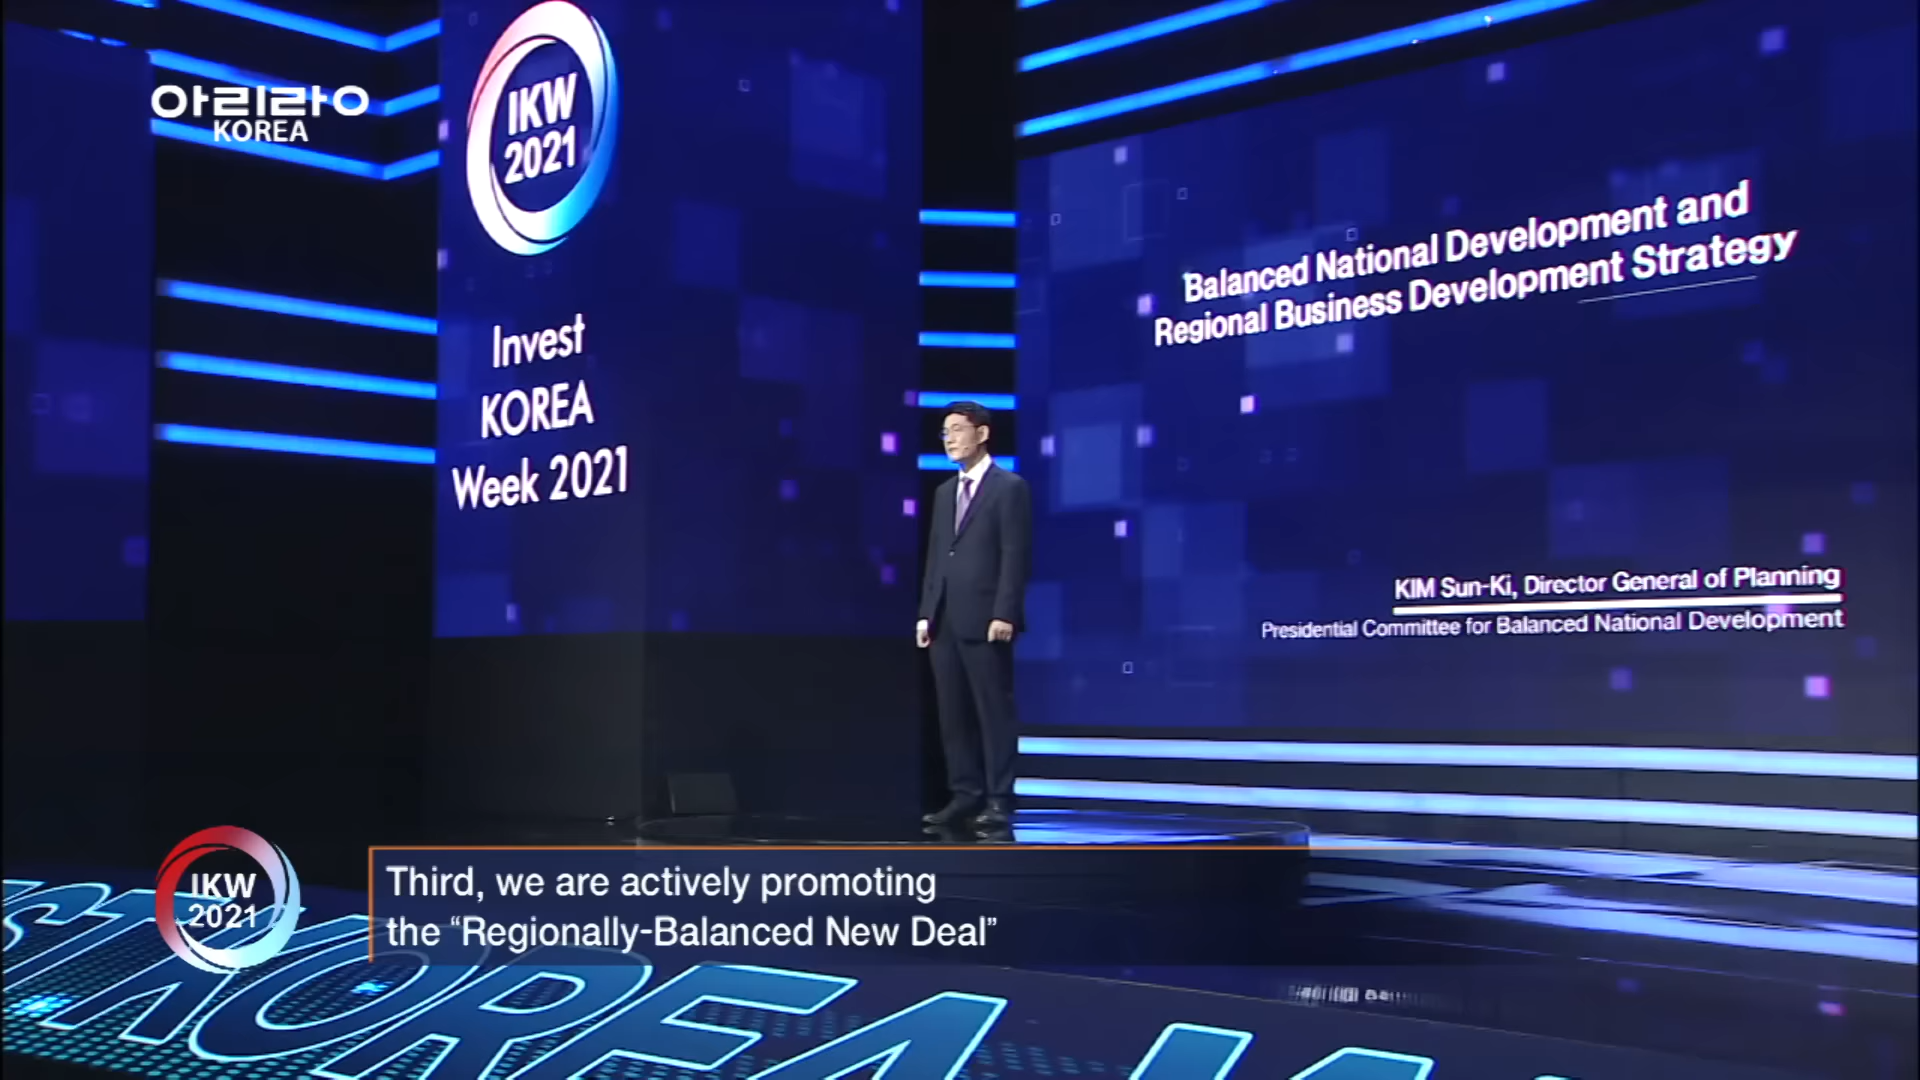 아리랑
KOREA
IKW
2021
Invest
KOREA
Week 2021
Balanced National Development and
Regional Business Development Strategy
KIM Sun-Ki, Director General of Planning
Presidential Committee for Balanced National Development
IKW
2021
Third, we are actively promoting
the “Regionally-Balanced New Deal”
KOREA